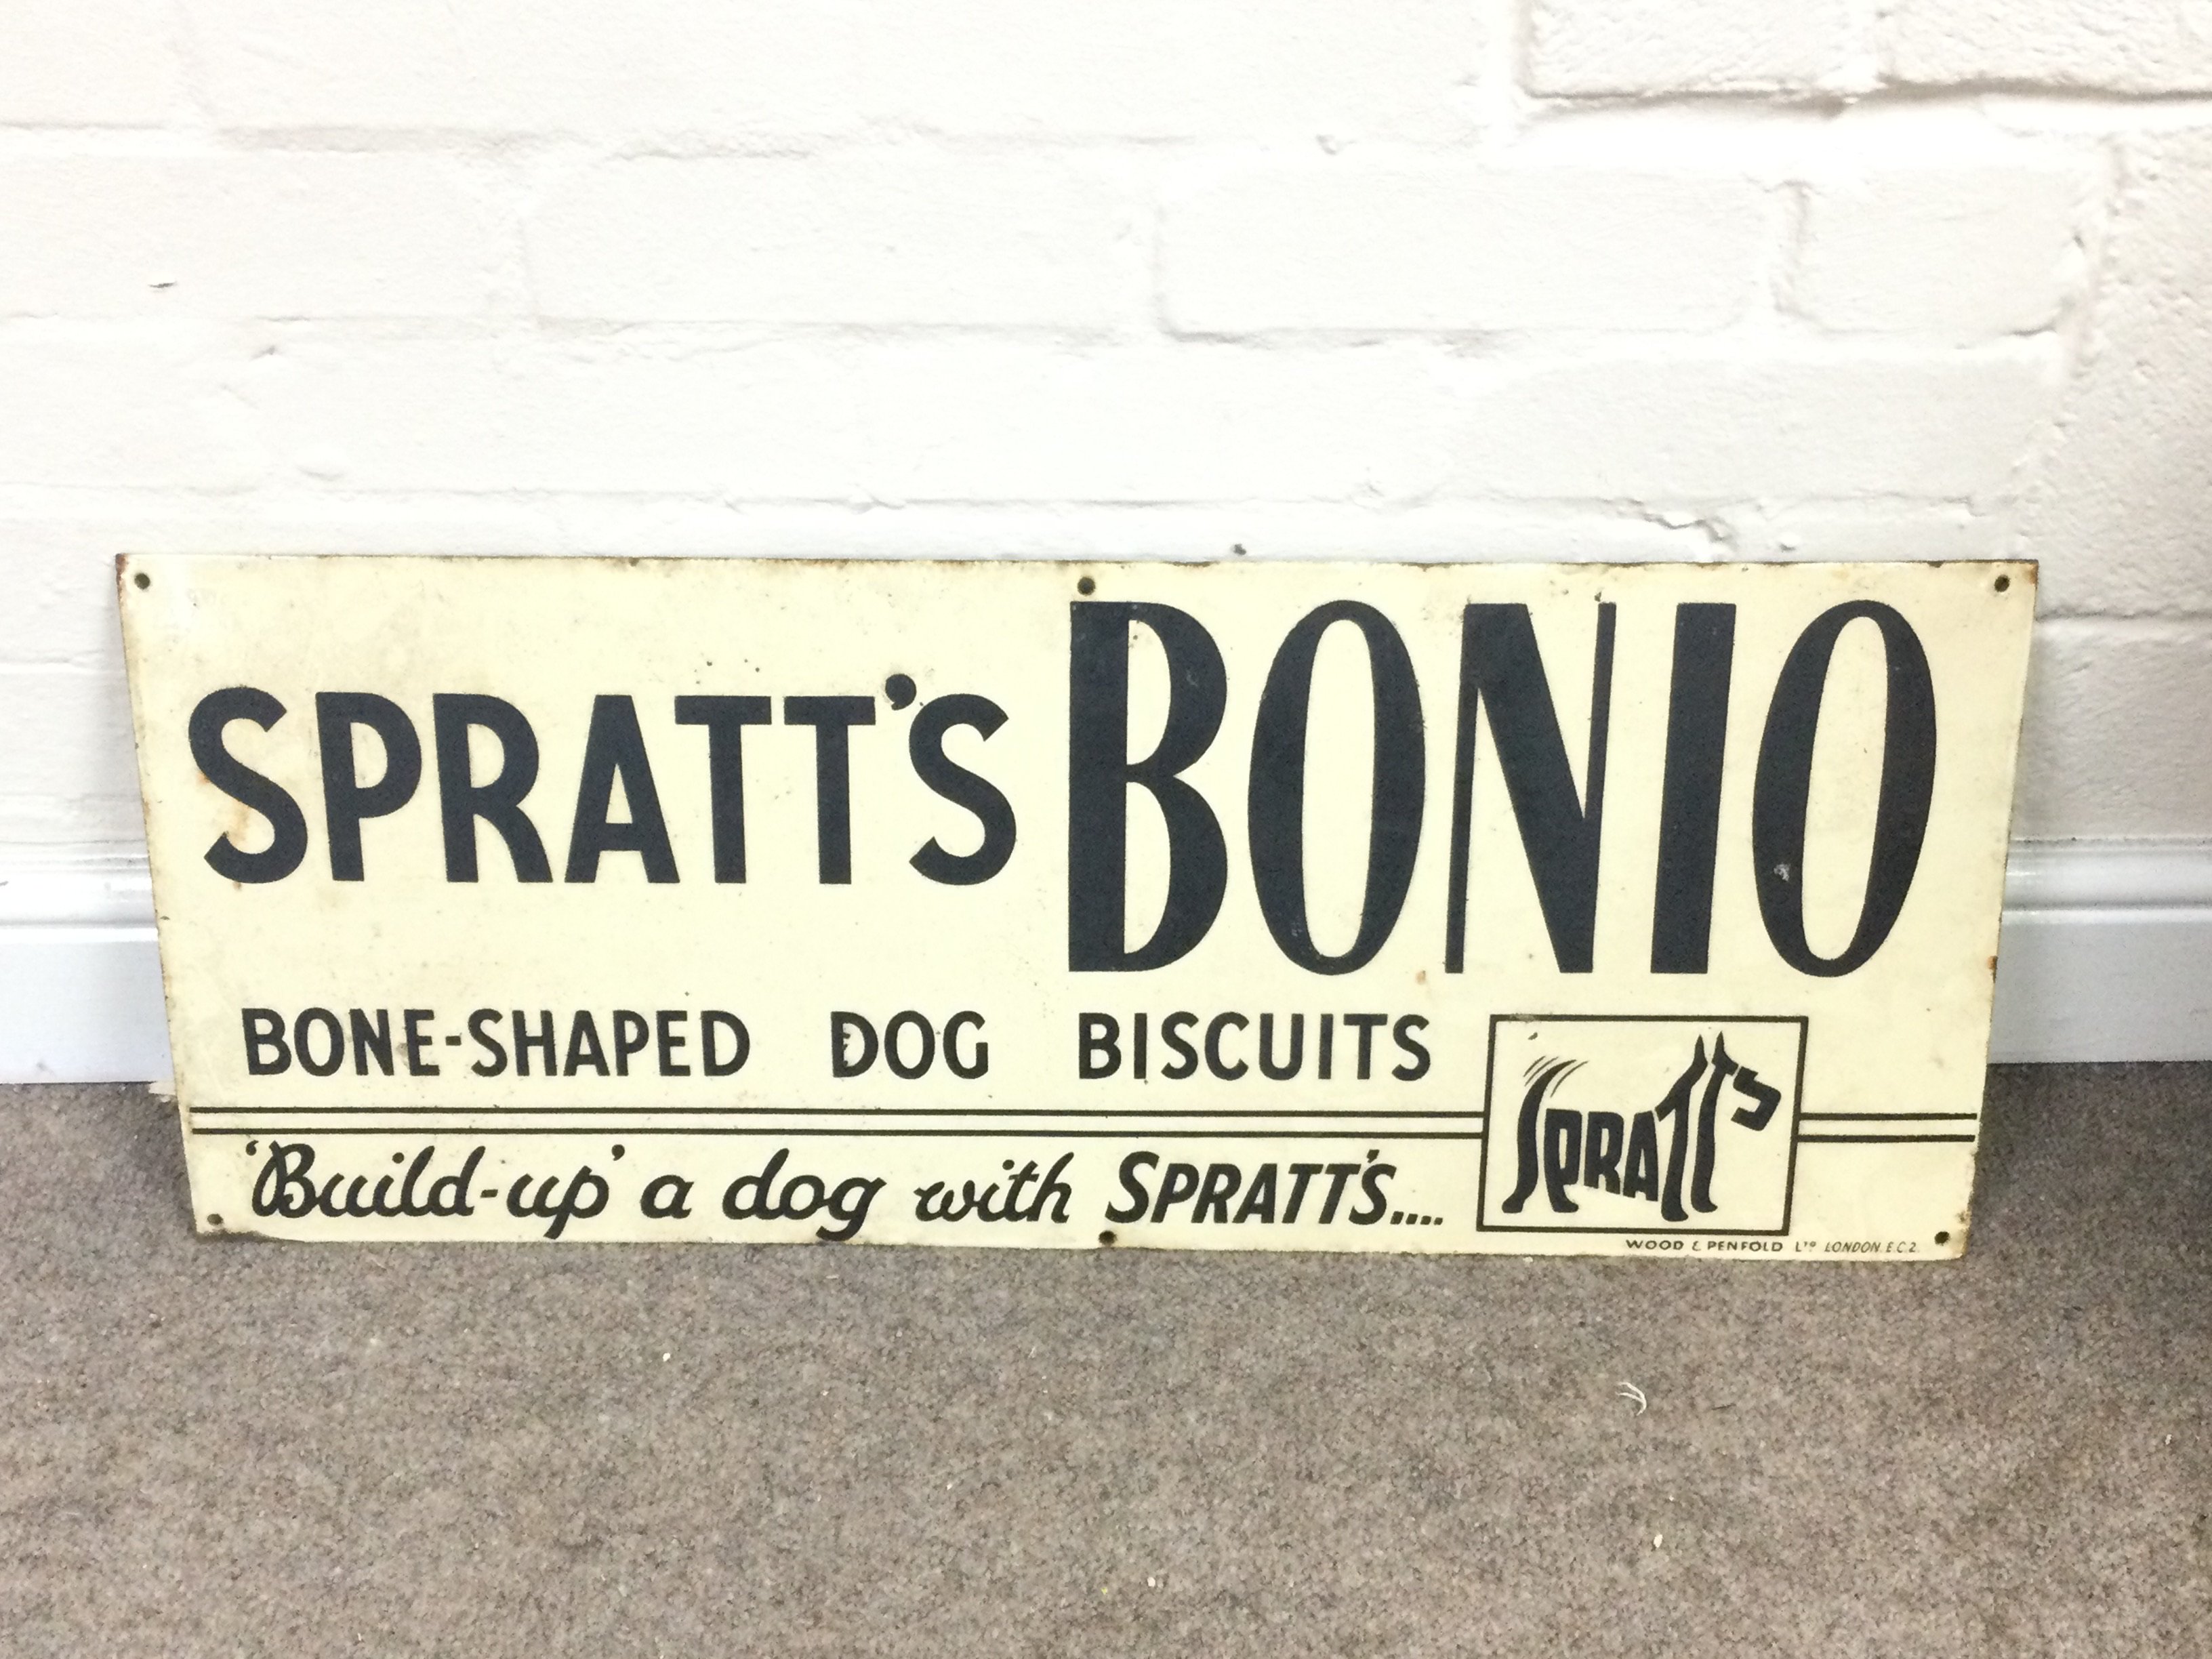 SPRATT'S BONIO
BONE-SHAPED DOG BISCUITS
SPRATT'S
'Build-up' a dog with SPRATT'S....
WOOD & PENFOLD LTD LONDON. E.C.2.